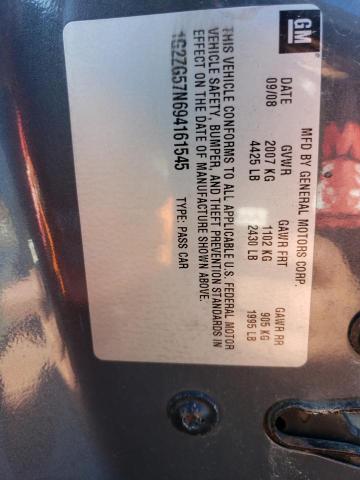 GM
MFD BY GENERAL MOTORS CORP.
DATE GVWR GAWR FRT GAWR RR
09/08 2007 KG 1102 KG 905 KG
4425 LB 2430 LB 1995 LB
THIS VEHICLE CONFORMS TO ALL APPLICABLE U.S. FEDERAL MOTOR
VEHICLE SAFETY, BUMPER, AND THEFT PREVENTION STANDARDS IN
EFFECT ON THE DATE OF MANUFACTURE SHOWN ABOVE.
1G2ZG57N694161545 TYPE: PASS CAR